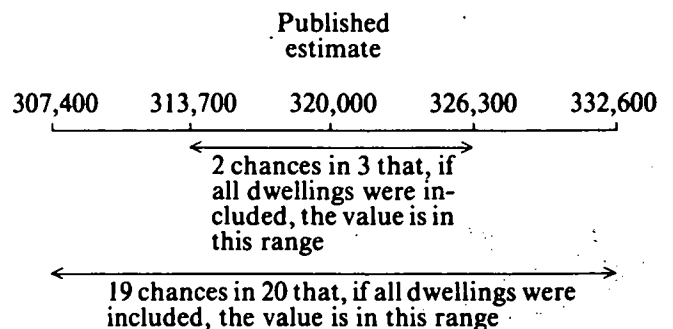 Published
estimate
307,400 313,700 320,000 326,300 332,600
2 chances in 3 that, if
all dwellings were in-
cluded, the value is in
this range
19 chances in 20 that, if all dwellings were
included, the value is in this range